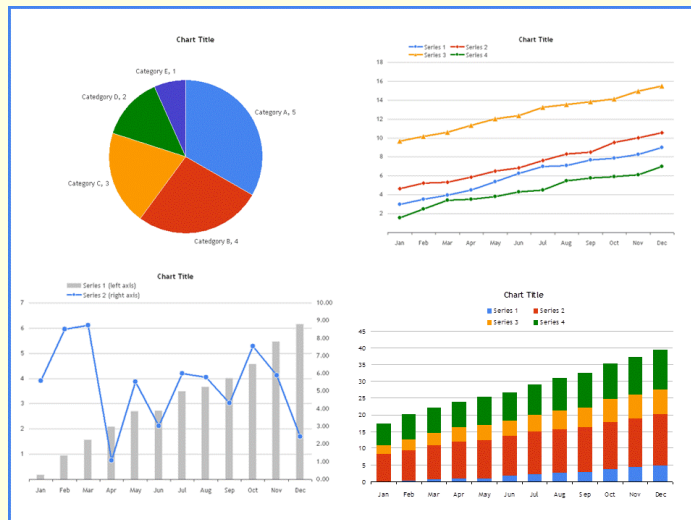 Chart Title
Category E, 1
Catedgory D, 2
Category A, 5
Category C, 3
Catedgory B, 4
Chart Title
Series 1 Series 2
Series 3 Series 4
18
16
14
12
10
8
6
4
2
Jan Feb Mar Apr May Jun Jul Aug Sep Oct Nov Dec
Chart Title
Series 1 (left axis)
Series 2 (right axis)
7 10.00
9.00
6 8.00
5 7.00
6.00
4 5.00
3 4.00
2 3.00
2.00
1 1.00
0.00
Jan Feb Mar Apr May Jun Jul Aug Sep Oct Nov Dec
Chart Title
Series 1 Series 2
Series 3 Series 4
45
40
35
30
25
20
15
10
5
0
Jan Feb Mar Apr May Jun Jul Aug Sep Oct Nov Dec